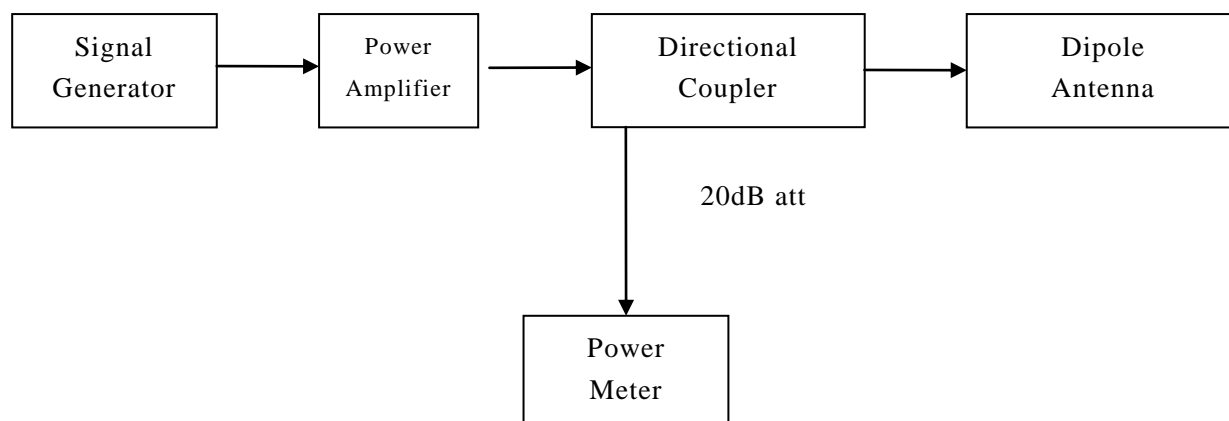 Signal
Generator
Power
Amplifier
Directional
Coupler
Dipole
Antenna
20dB att
Power
Meter